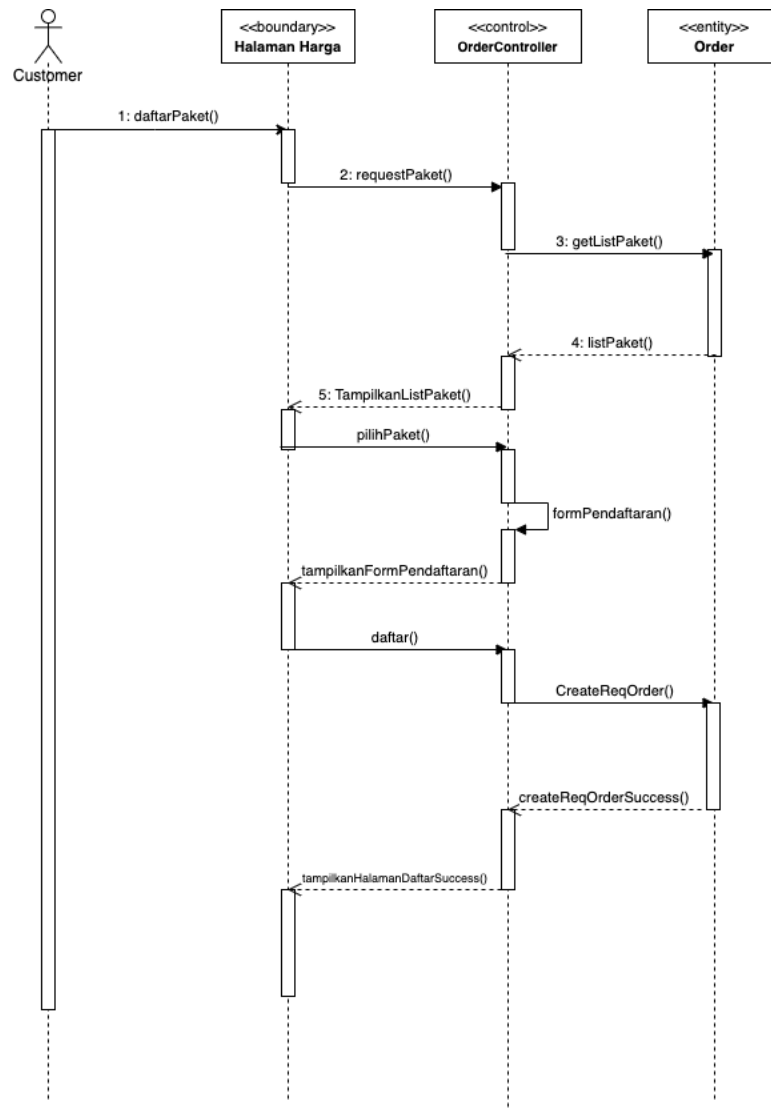 <<boundary>>
Halaman Harga
<<control>>
OrderController
<<entity>>
Order
Customer
1: daftarPaket()
2: requestPaket()
3: getListPaket()
4: listPaket()
5: TampilkanListPaket()
pilihPaket()
formPendaftaran()
tampilkanFormPendaftaran()
daftar()
CreateReqOrder()
createReqOrderSuccess()
tampilkanHalamanDaftarSuccess()